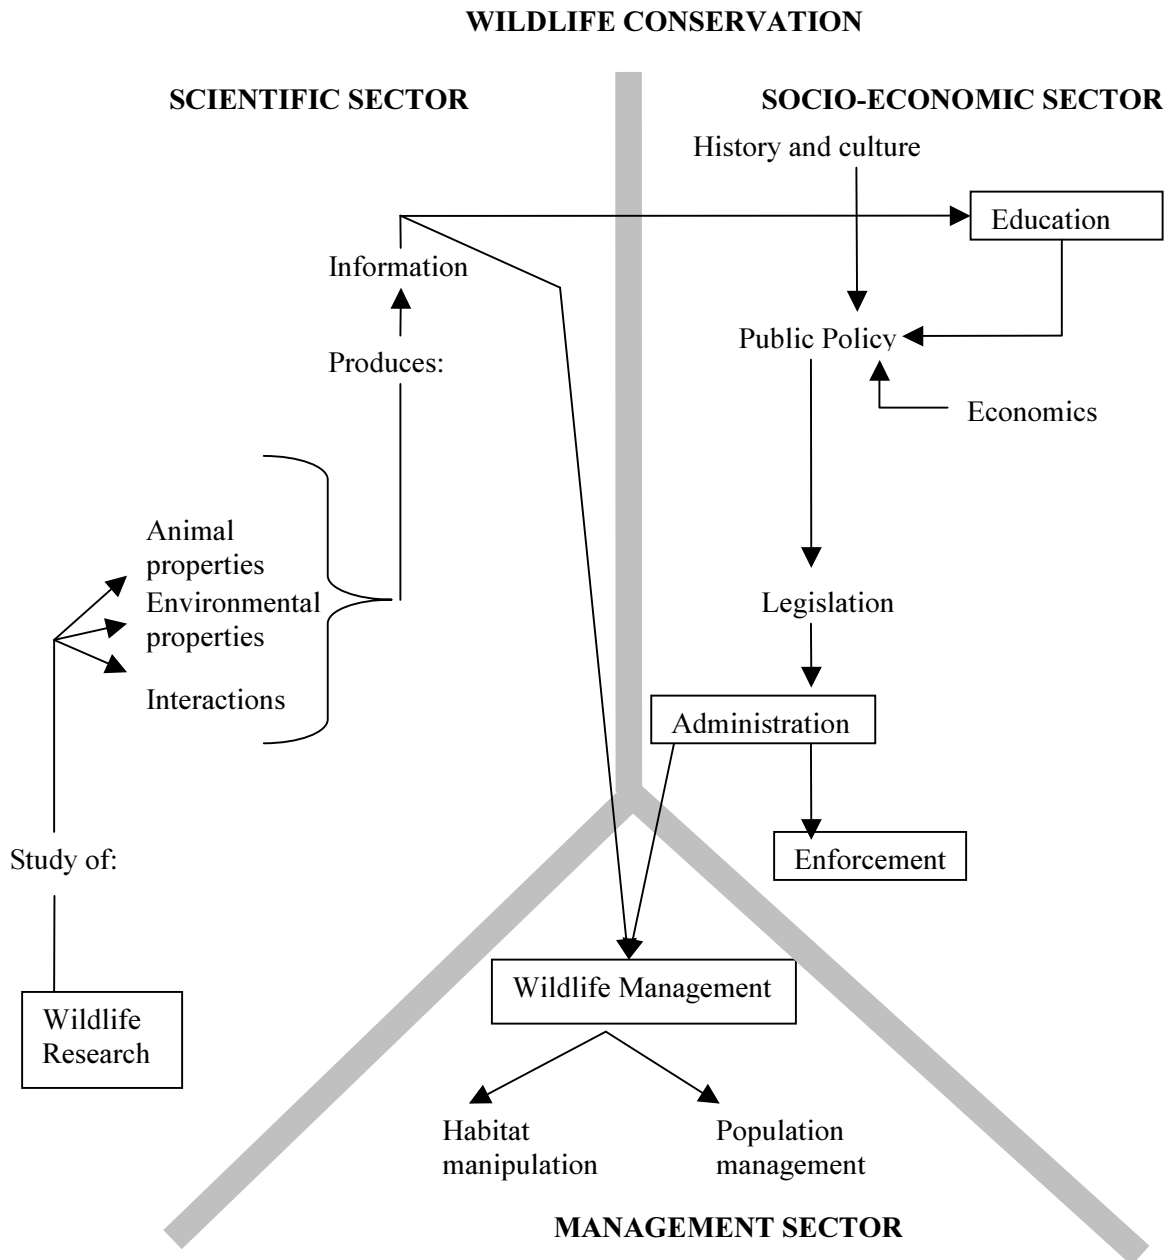 WILDLIFE CONSERVATION
SCIENTIFIC SECTOR
SOCIO-ECONOMIC SECTOR
History and culture
Education
Information
Public Policy
Produces:
Economics
Animal
properties
Environmental
properties
Interactions
Legislation
Administration
Study of:
Enforcement
Wildlife Management
Wildlife
Research
Habitat
manipulation
Population
management
MANAGEMENT SECTOR